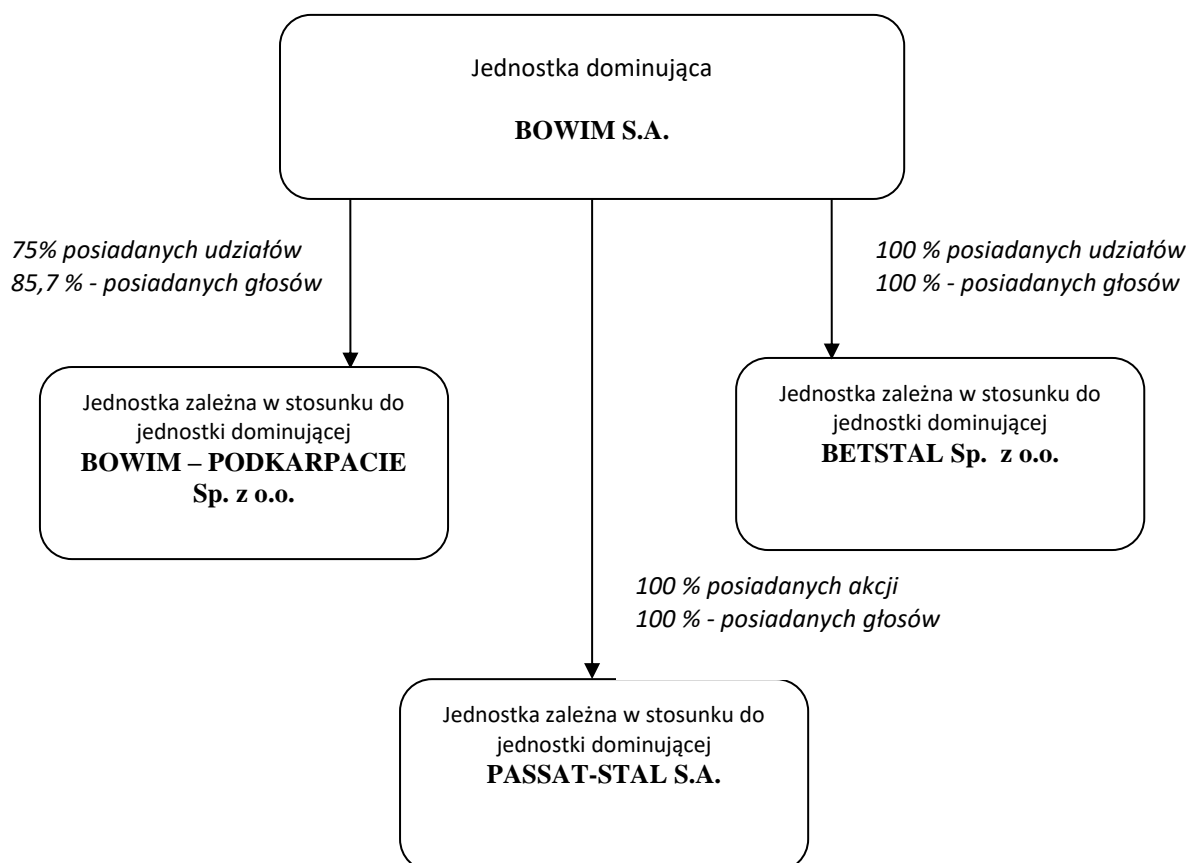 Jednostka dominująca
BOWIM S.A.
75% posiadanych udziałów
85,7 % - posiadanych głosów
100 % posiadanych udziałów
100 % - posiadanych głosów
Jednostka zależna w stosunku do
jednostki dominującej
BOWIM – PODKARPACIE
Sp. z o.o.
Jednostka zależna w stosunku do
jednostki dominującej
BETSTAL Sp. z o.o.
100 % posiadanych akcji
100 % - posiadanych głosów
Jednostka zależna w stosunku do
jednostki dominującej
PASSAT-STAL S.A.